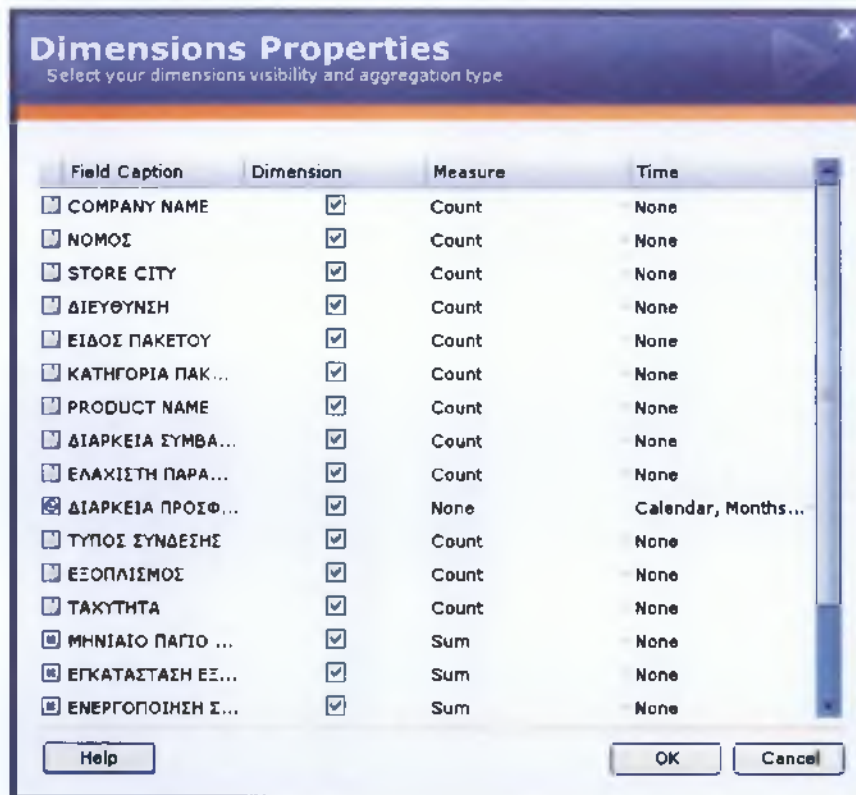 Dimensions Properties
Select your dimensions visibility and aggregation type
Field Caption Dimension Measure Time
COMPANY NAME Count None
ΝΟΜΟΣ Count None
STORE CITY Count None
ΔΙΕΥΘΥΝΣΗ Count None
ΕΙΔΟΣ ΠΑΚΕΤΟΥ Count None
ΚΑΤΗΓΟΡΙΑ ΠΑΚ... Count None
PRODUCT NAME Count None
ΔΙΑΡΚΕΙΑ ΣΥΜΒΑ... Count None
ΕΛΑΧΙΣΤΗ ΠΑΡΑ... Count None
ΔΙΑΡΚΕΙΑ ΠΡΟΣΦ... None Calendar, Months...
ΤΥΠΟΣ ΣΥΝΔΕΣΗΣ Count None
ΕΞΟΠΛΙΣΜΟΣ Count None
ΤΑΧΥΤΗΤΑ Count None
ΜΗΝΙΑΙΟ ΠΑΓΙΟ ... Sum None
ΕΓΚΑΤΑΣΤΑΣΗ ΕΞ... Sum None
ΕΝΕΡΓΟΠΟΙΗΣΗ Σ... Sum None
Help OK Cancel